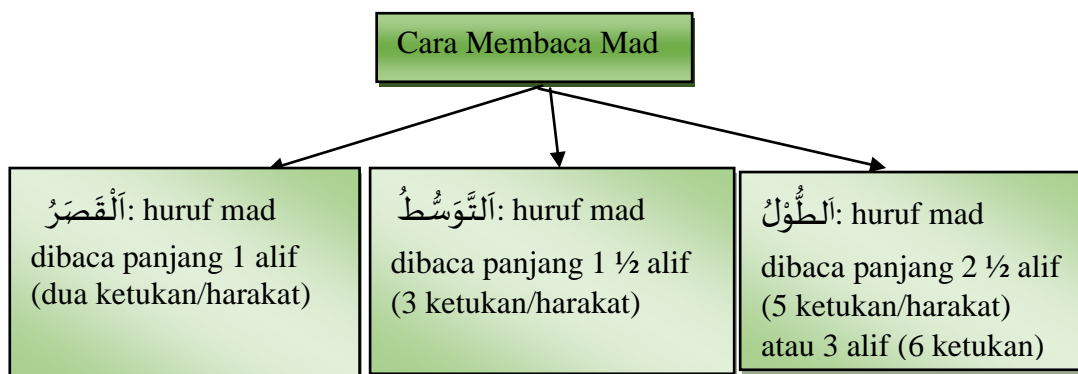 Cara Membaca Mad
اَلْقَصَرُ: huruf mad
dibaca panjang 1 alif
(dua ketukan/harakat)
اَلتَّوَسُّطُ: huruf mad
dibaca panjang 1 ½ alif
(3 ketukan/harakat)
اَلطُّوْلُ: huruf mad
dibaca panjang 2 ½ alif
(5 ketukan/harakat)
atau 3 alif (6 ketukan)